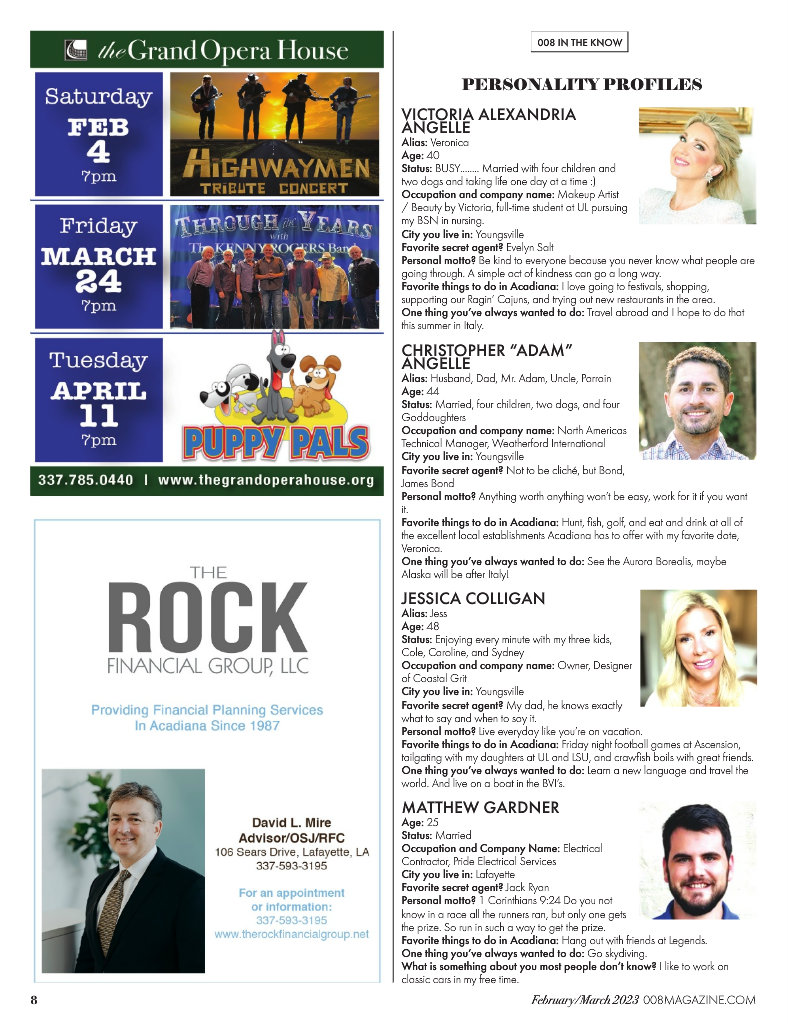 the Grand Opera House
Saturday
FEB
4
7pm
HIGHWAYMEN
TRIBUTE CONCERT
Friday
MARCH
24
7pm
THROUGH the YEARS
with
The KENNY ROGERS Band
Tuesday
APRIL
11
7pm
PUPPY PALS
337.785.0440 | www.thegrandoperahouse.org
THE
ROCK
FINANCIAL GROUP, LLC
Providing Financial Planning Services
In Acadiana Since 1987
David L. Mire
Advisor/OSJ/RFC
106 Sears Drive, Lafayette, LA
337-593-3195
For an appointment
or information:
337-593-3195
www.therockfinancialgroup.net
008 IN THE KNOW
PERSONALITY PROFILES
VICTORIA ALEXANDRIA
ANGELLE
Alias: Veronica
Age: 40
Status: BUSY........ Married with four children and
two dogs and taking life one day at a time :)
Occupation and company name: Makeup Artist
/ Beauty by Victoria, full-time student at UL pursuing
my BSN in nursing.
City you live in: Youngsville
Favorite secret agent? Evelyn Salt
Personal motto? Be kind to everyone because you never know what people are
going through. A simple act of kindness can go a long way.
Favorite things to do in Acadiana: I love going to festivals, shopping,
supporting our Ragin' Cajuns, and trying out new restaurants in the area.
One thing you've always wanted to do: Travel abroad and I hope to do that
this summer in Italy.
CHRISTOPHER "ADAM"
ANGELLE
Alias: Husband, Dad, Mr. Adam, Uncle, Parrain
Age: 44
Status: Married, four children, two dogs, and four
Goddaughters
Occupation and company name: North Americas
Technical Manager, Weatherford International
City you live in: Youngsville
Favorite secret agent? Not to be cliché, but Bond,
James Bond
Personal motto? Anything worth anything won't be easy, work for it if you want
it.
Favorite things to do in Acadiana: Hunt, fish, golf, and eat and drink at all of
the excellent local establishments Acadiana has to offer with my favorite date,
Veronica.
One thing you've always wanted to do: See the Aurora Borealis, maybe
Alaska will be after Italy!
JESSICA COLLIGAN
Alias: Jess
Age: 48
Status: Enjoying every minute with my three kids,
Cole, Caroline, and Sydney
Occupation and company name: Owner, Designer
of Coastal Grit
City you live in: Youngsville
Favorite secret agent? My dad, he knows exactly
what to say and when to say it.
Personal motto? Live everyday like you're on vacation.
Favorite things to do in Acadiana: Friday night football games at Ascension,
tailgating with my daughters at UL and LSU, and crawfish boils with great friends.
One thing you've always wanted to do: Learn a new language and travel the
world. And live on a boat in the BVI's.
MATTHEW GARDNER
Age: 25
Status: Married
Occupation and Company Name: Electrical
Contractor, Pride Electrical Services
City you live in: Lafayette
Favorite secret agent? Jack Ryan
Personal motto? 1 Corinthians 9:24 Do you not
know in a race all the runners ran, but only one gets
the prize. So run in such a way to get the prize.
Favorite things to do in Acadiana: Hang out with friends at Legends.
One thing you've always wanted to do: Go skydiving.
What is something about you most people don't know? I like to work on
classic cars in my free time.
8
February/March 2023 008MAGAZINE.COM